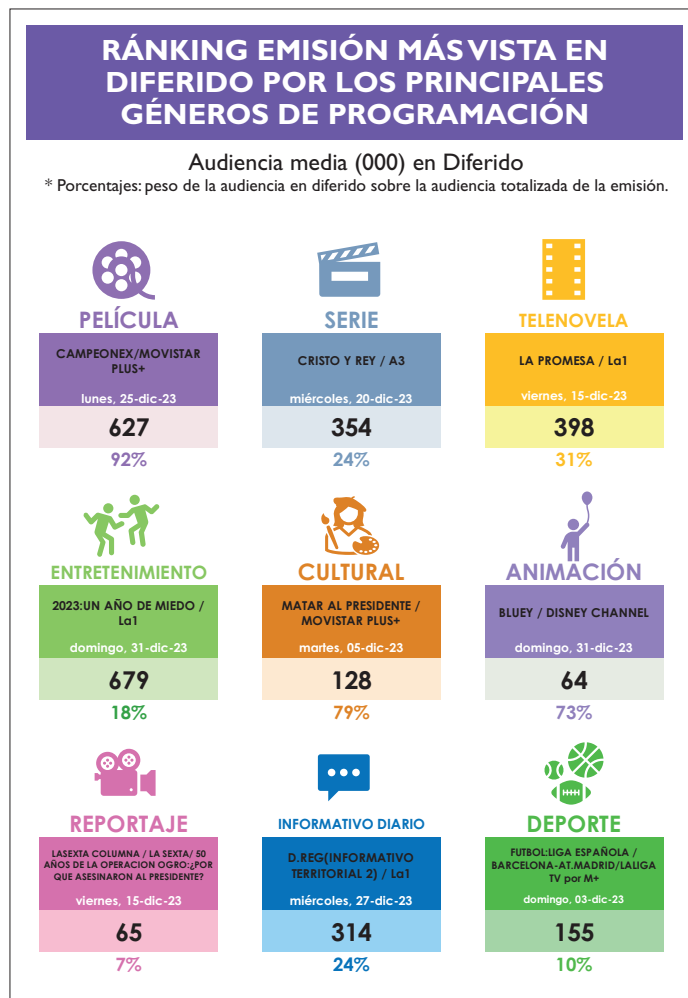 RÁNKING EMISIÓN MÁS VISTA EN
DIFERIDO POR LOS PRINCIPALES
GÉNEROS DE PROGRAMACIÓN
Audiencia media (000) en Diferido
* Porcentajes: peso de la audiencia en diferido sobre la audiencia totalizada de la emisión.
PELÍCULA
CAMPEONEX/MOVISTAR
PLUS+
lunes, 25-dic-23
627
92%
SERIE
CRISTO Y REY / A3
miércoles, 20-dic-23
354
24%
TELENOVELA
LA PROMESA / La1
viernes, 15-dic-23
398
31%
ENTRETENIMIENTO
2023:UN AÑO DE MIEDO /
La1
domingo, 31-dic-23
679
18%
CULTURAL
MATAR AL PRESIDENTE /
MOVISTAR PLUS+
martes, 05-dic-23
128
79%
ANIMACIÓN
BLUEY / DISNEY CHANNEL
domingo, 31-dic-23
64
73%
REPORTAJE
LASEXTA COLUMNA / LA SEXTA/ 50
AÑOS DE LA OPERACION OGRO:¿POR
QUE ASESINARON AL PRESIDENTE?
viernes, 15-dic-23
65
7%
INFORMATIVO DIARIO
D.REG(INFORMATIVO
TERRITORIAL 2) / La1
miércoles, 27-dic-23
314
24%
DEPORTE
FUTBOL:LIGA ESPAÑOLA /
BARCELONA-AT.MADRID/LALIGA
TV por M+
domingo, 03-dic-23
155
10%